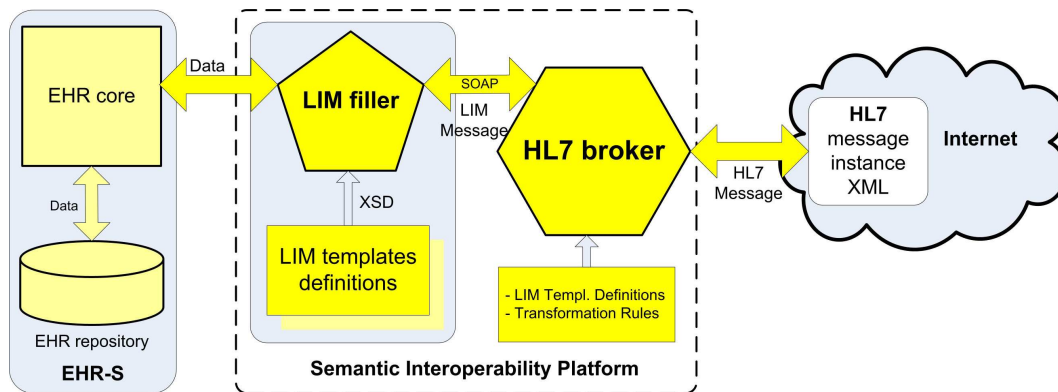 EHR core
Data
EHR repository
EHR-S
Data
LIM filler
XSD
LIM templates
definitions
SOAP
LIM
Message
HL7 broker
- LIM Templ. Definitions
- Transformation Rules
Semantic Interoperability Platform
HL7
Message
HL7
message
instance
XML
Internet